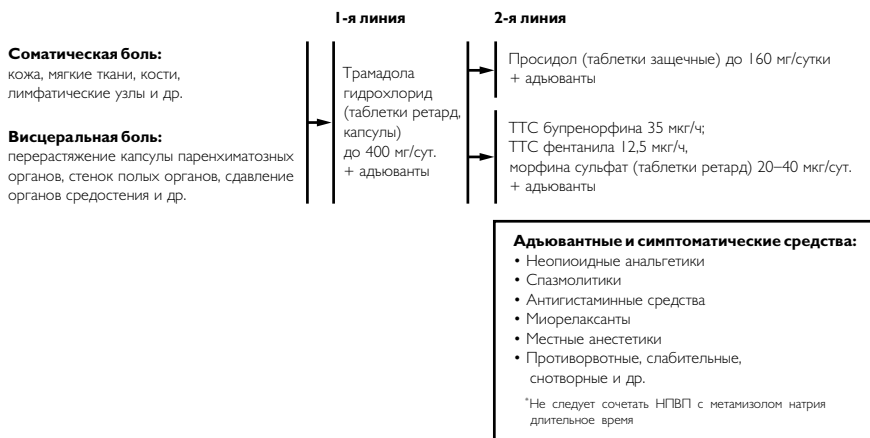 1-я линия
2-я линия
Соматическая боль:
кожа, мягкие ткани, кости,
лимфатические узлы и др.
Висцеральная боль:
перерастяжение капсулы паренхиматозных
органов, стенок полых органов, сдавление
органов средостения и др.
Трамадола
гидрохлорид
(таблетки ретард,
капсулы)
до 400 мг/сут.
+ адъюванты
Просидол (таблетки защечные) до 160 мг/сутки
+ адъюванты
ТТС бупренорфина 35 мкг/ч;
ТТС фентанила 12,5 мкг/ч,
морфина сульфат (таблетки ретард) 20–40 мкг/сут.
+ адъюванты
Адъювантные и симптоматические средства:
• Неопиоидные анальгетики
• Спазмолитики
• Антигистаминные средства
• Миорелаксанты
• Местные анестетики
• Противорвотные, слабительные,
снотворные и др.
*Не следует сочетать НПВП с метамизолом натрия
длительное время